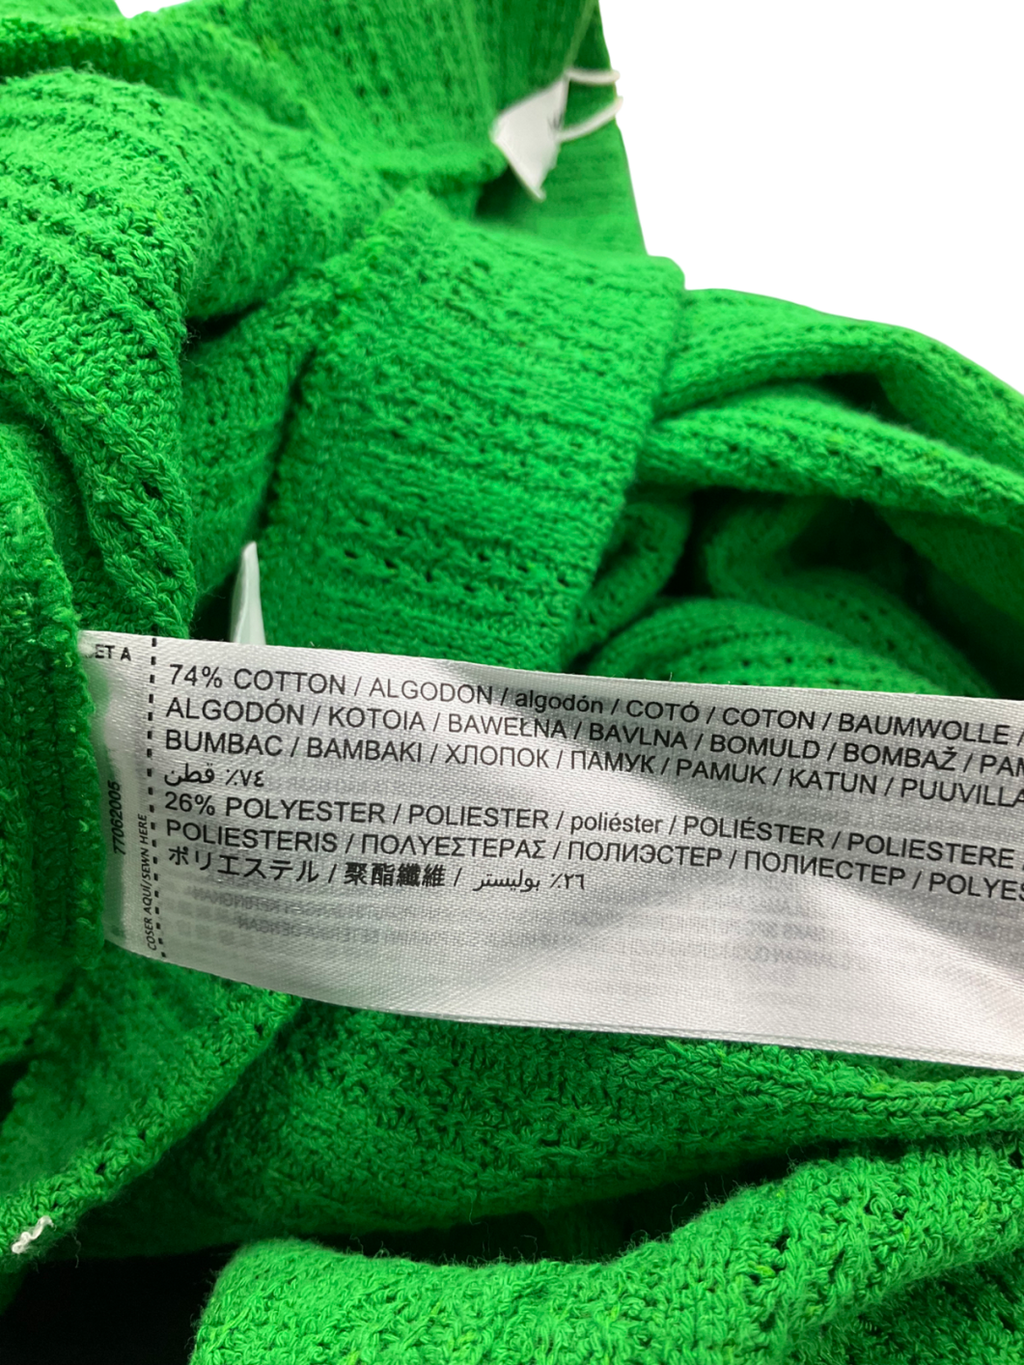 ET A
74% COTTON / ALGODON / algodón / COTÓ / COTON / BAUMWOLLE /
ALGODÓN / KOTOIA / BAWEŁNA / BAVLNA / BOMULD / BOMBAŽ /
BUMBAC / BAMBAKI / ХЛОПОК / ПАМУК / PAMUK / KATUN / PUUVILLA
٧٤٪ قطن
26% POLYESTER / POLIESTER / poliéster / POLIÉSTER / POLIESTERE /
POLIESTERIS / ΠΟΛΥΕΣΤΕΡΑΣ / ПОЛИЭСТЕР / ПОЛИЕСТЕР /
ポリエステル / 聚酯纖維 / ٢٦٪ بوليستر
77062005
COSER AQUÍ/SEWN HERE